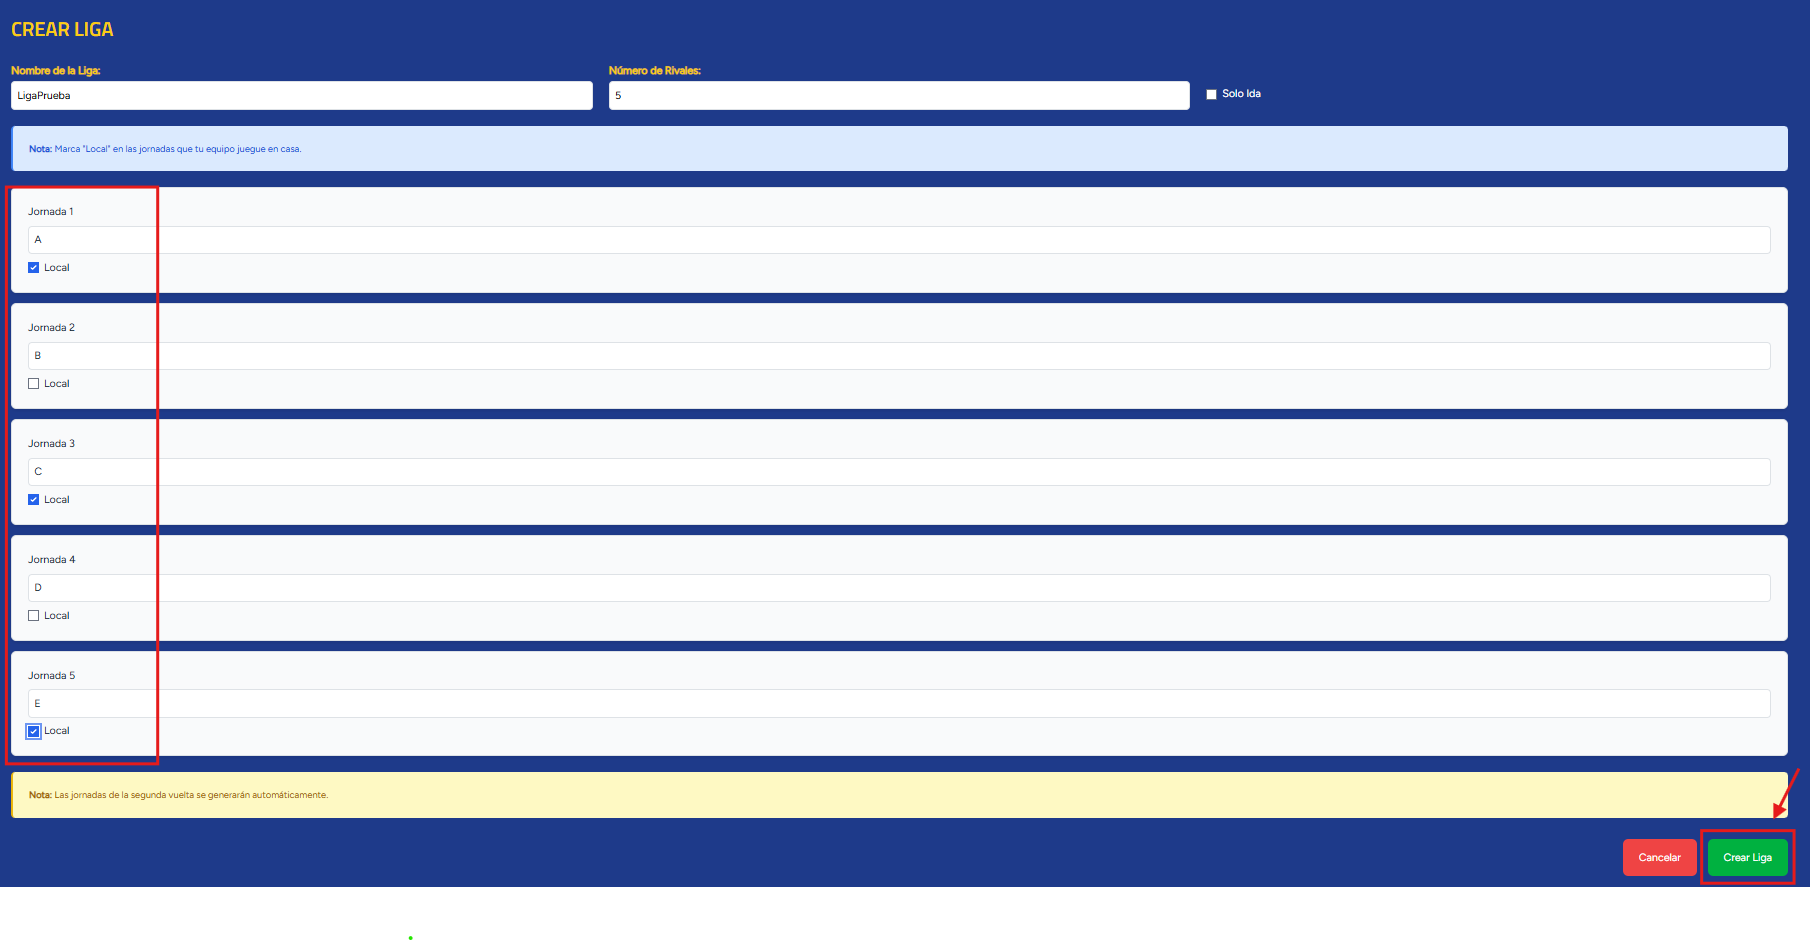 CREAR LIGA
Nombre de la Liga:
Número de Rivales:
LigaPrueba
5
Solo Ida
Nota: Marca "Local" en las jornadas que tu equipo juegue en casa.
Jornada 1
A
Local
Jornada 2
B
Local
Jornada 3
C
Local
Jornada 4
D
Local
Jornada 5
E
Local
Nota: Las jornadas de la segunda vuelta se generarán automáticamente.
Cancelar
Crear Liga